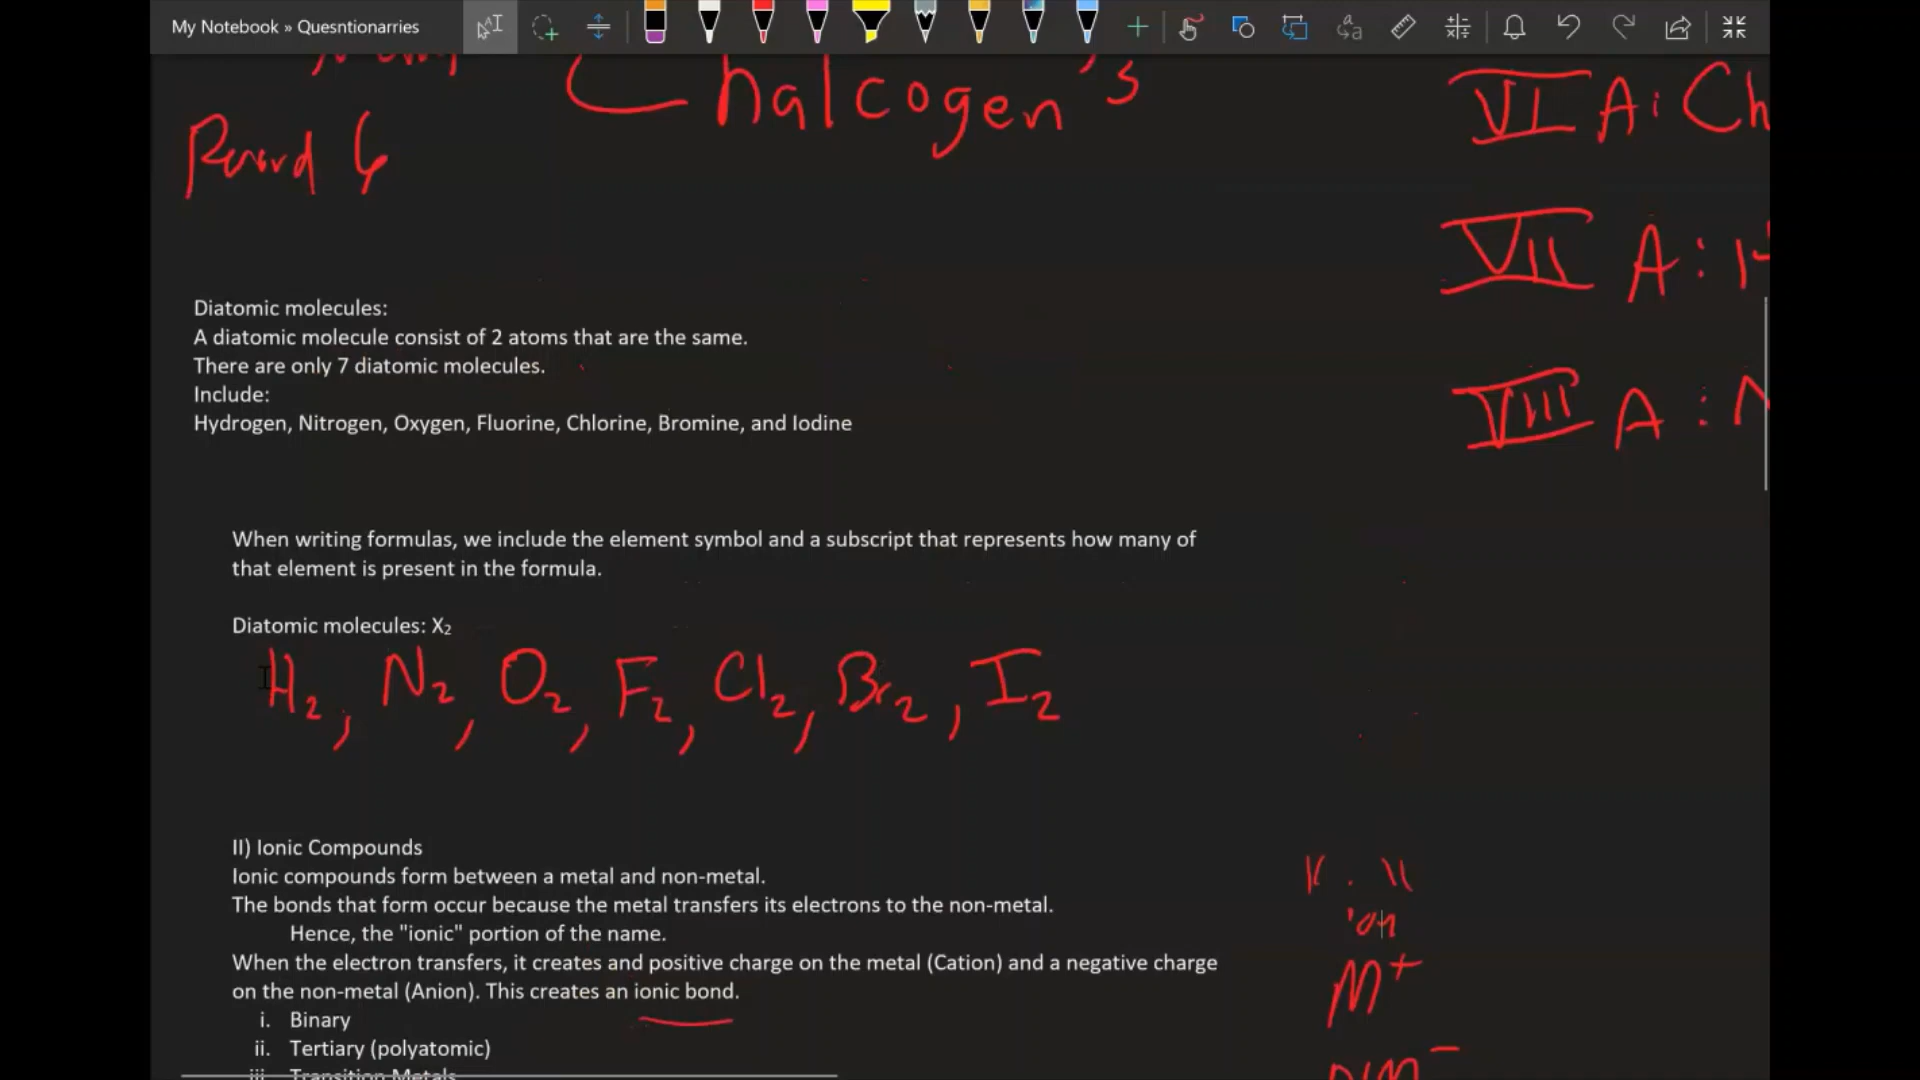 My Notebook » Quesntionarries
Chalcogen's
Period 6
VI A: Ch
VII A: H
VIII A: N
Diatomic molecules:
A diatomic molecule consist of 2 atoms that are the same.
There are only 7 diatomic molecules.
Include:
Hydrogen, Nitrogen, Oxygen, Fluorine, Chlorine, Bromine, and Iodine
When writing formulas, we include the element symbol and a subscript that represents how many of
that element is present in the formula.
Diatomic molecules: X₂
H₂, N₂, O₂, F₂, Cl₂, Br₂, I₂
II) Ionic Compounds
Ionic compounds form between a metal and non-metal.
The bonds that form occur because the metal transfers its electrons to the non-metal.
Hence, the "ionic" portion of the name.
When the electron transfers, it creates and positive charge on the metal (Cation) and a negative charge
on the non-metal (Anion). This creates an ionic bond.
i. Binary
ii. Tertiary (polyatomic)
iii. Transition Metals
ion
M⁺